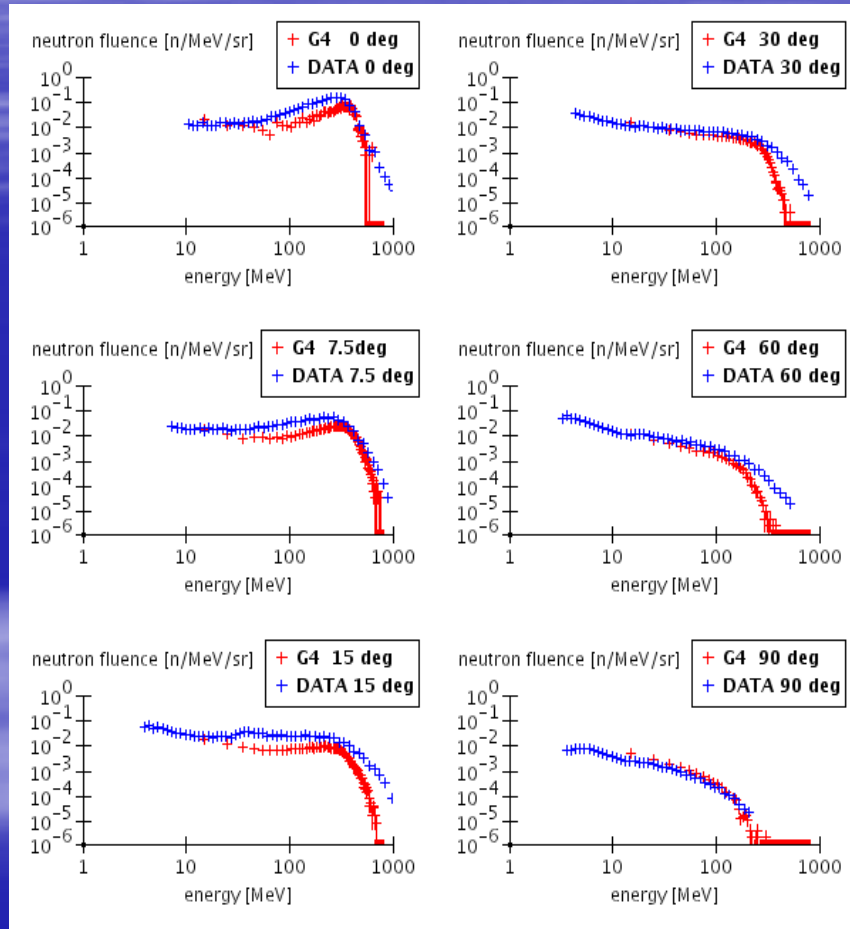 neutron fluence [n/MeV/sr]
G4 0 deg
DATA 0 deg
10^0
10^-1
10^-2
10^-3
10^-4
10^-5
10^-6
1 10 100 1000
energy [MeV]
neutron fluence [n/MeV/sr]
G4 30 deg
DATA 30 deg
10^0
10^-1
10^-2
10^-3
10^-4
10^-5
10^-6
1 10 100 1000
energy [MeV]
neutron fluence [n/MeV/sr]
G4 7.5deg
DATA 7.5 deg
10^0
10^-1
10^-2
10^-3
10^-4
10^-5
10^-6
1 10 100 1000
energy [MeV]
neutron fluence [n/MeV/sr]
G4 60 deg
DATA 60 deg
10^0
10^-1
10^-2
10^-3
10^-4
10^-5
10^-6
1 10 100 1000
energy [MeV]
neutron fluence [n/MeV/sr]
G4 15 deg
DATA 15 deg
10^0
10^-1
10^-2
10^-3
10^-4
10^-5
10^-6
1 10 100 1000
energy [MeV]
neutron fluence [n/MeV/sr]
G4 90 deg
DATA 90 deg
10^0
10^-1
10^-2
10^-3
10^-4
10^-5
10^-6
1 10 100 1000
energy [MeV]